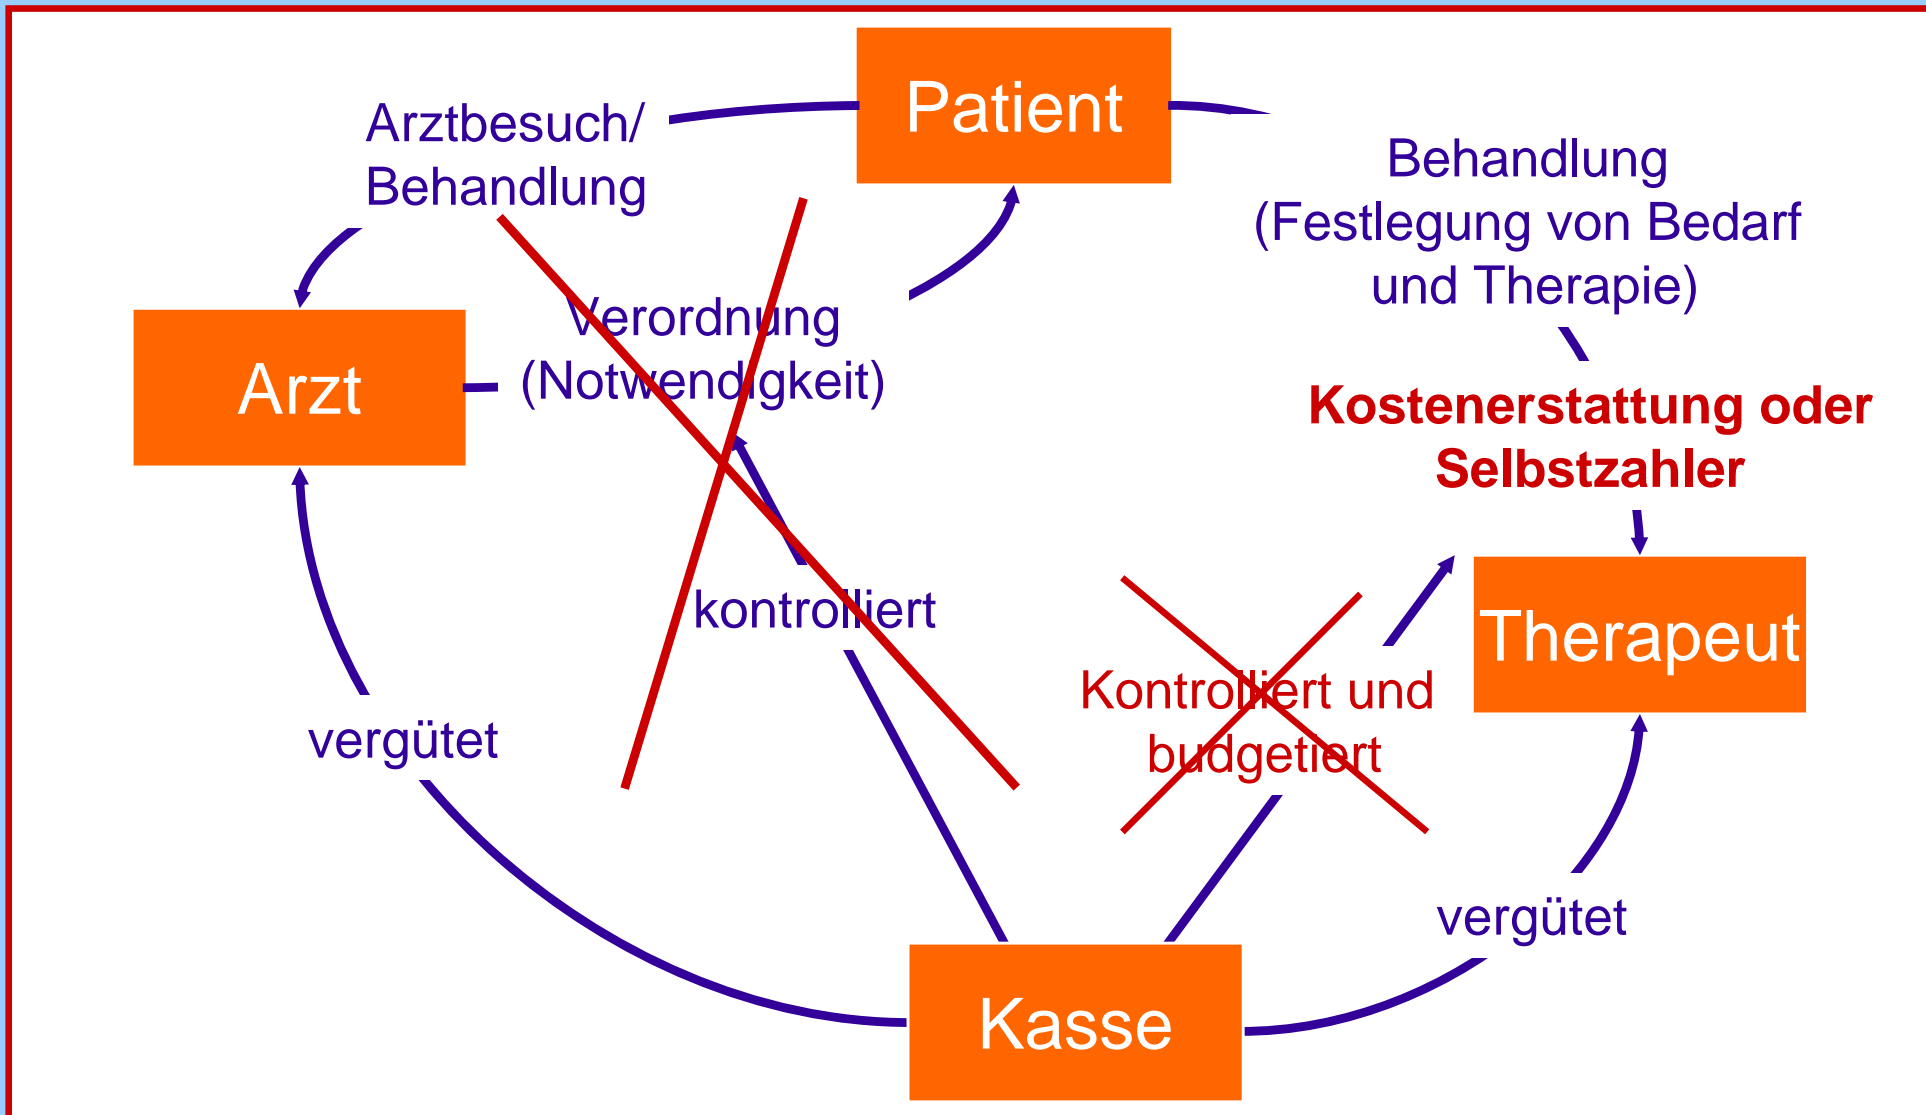 Patient
Arztbesuch/
Behandlung
Behandlung
(Festlegung von Bedarf
und Therapie)
Verordnung
(Notwendigkeit)
Arzt
Kostenerstattung oder
Selbstzahler
kontrolliert
Therapeut
Kontrolliert und
budgetiert
vergütet
vergütet
Kasse